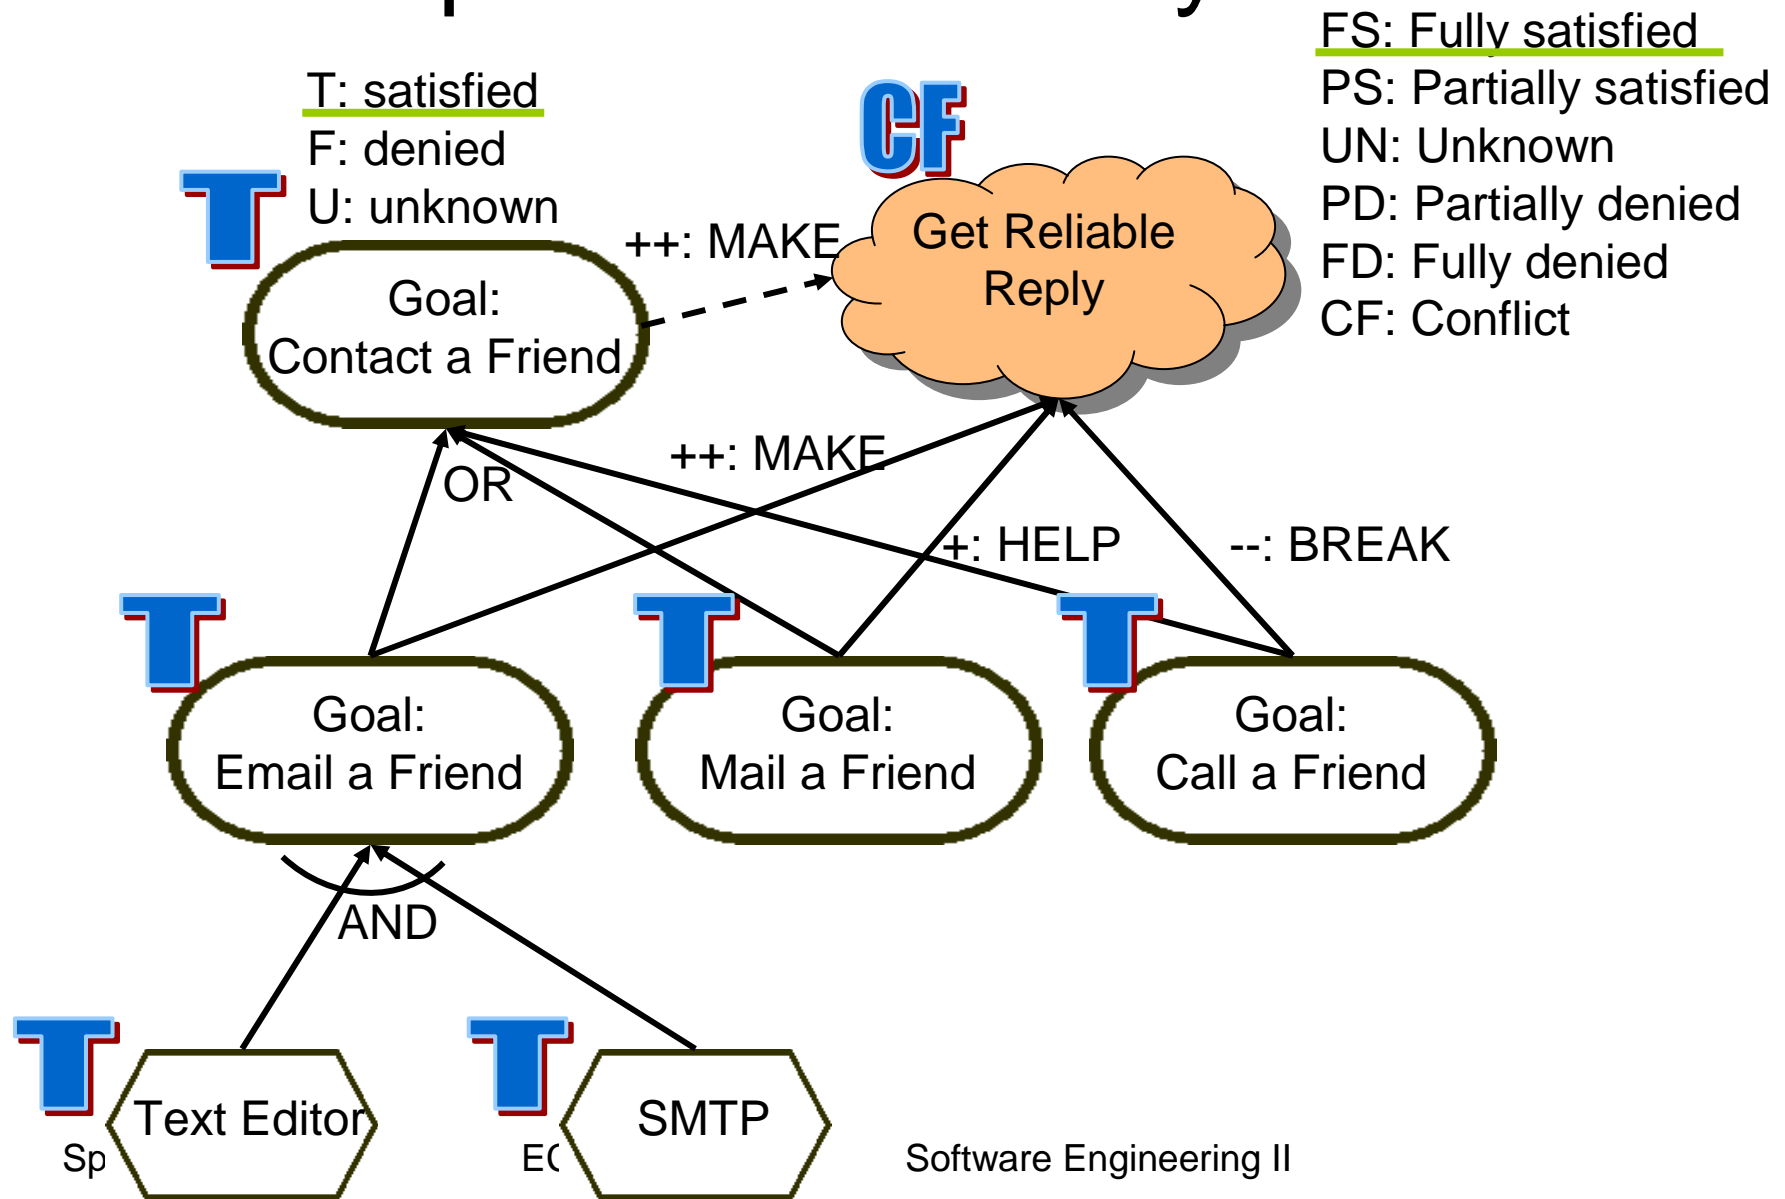 FS: Fully satisfied
T: satisfied
PS: Partially satisfied
F: denied
UN: Unknown
U: unknown
PD: Partially denied
FD: Fully denied
CF: Conflict
CF
T
++: MAKE
Get Reliable
Reply
Goal:
Contact a Friend
++: MAKE
OR
+: HELP
--: BREAK
T
T
T
Goal:
Email a Friend
Goal:
Mail a Friend
Goal:
Call a Friend
AND
T
T
Text Editor
SMTP
Sp
Software Engineering II